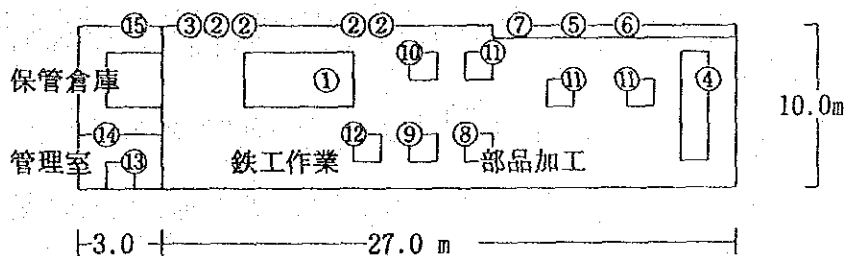 ⑮ ③②② ②② ⑦ ⑤ ⑥
⑩ ⑪
保管倉庫 ① ⑪ ⑪ ④
10.0m
⑭ ⑫ ⑨ ⑧
管理室 ⑬ 鉄工作業 部品加工
3.0 27.0 m